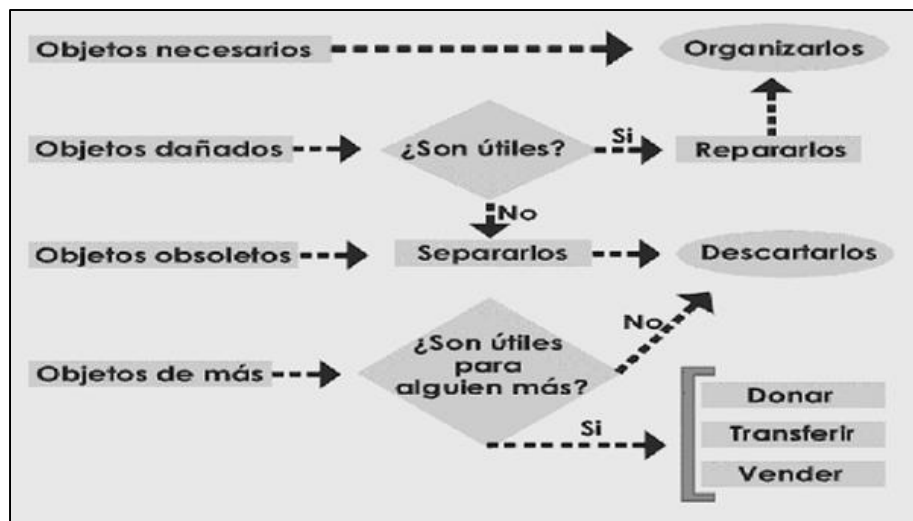 Objetos necesarios
Organizarlos
Objetos dañados
¿Son útiles?
Si
Repararlos
No
Objetos obsoletos
Separarlos
Descartarlos
Objetos de más
¿Son útiles
para
alguien más?
No
Si
Donar
Transferir
Vender